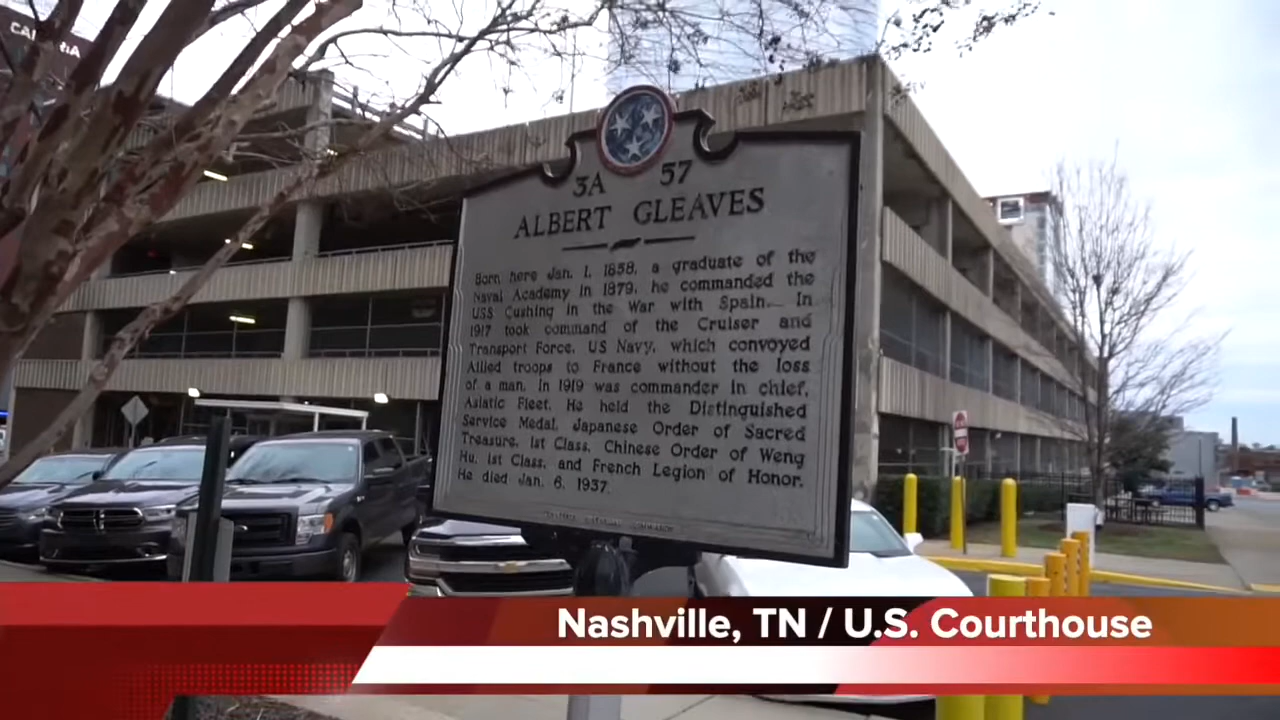 3A 57
ALBERT GLEAVES
Born here Jan. 1, 1858, a graduate of the
Naval Academy in 1879, he commanded the
USS Cushing in the War with Spain. In
1917 took command of the Cruiser and
Transport Force, US Navy, which convoyed
Allied troops to France without the loss
of a man. In 1919 was commander in chief,
Asiatic Fleet. He held the Distinguished
Service Medal, Japanese Order of Sacred
Treasure, 1st Class, Chinese Order of Weng
Hu, 1st Class, and French Legion of Honor.
He died Jan. 6, 1937.
Nashville, TN / U.S. Courthouse